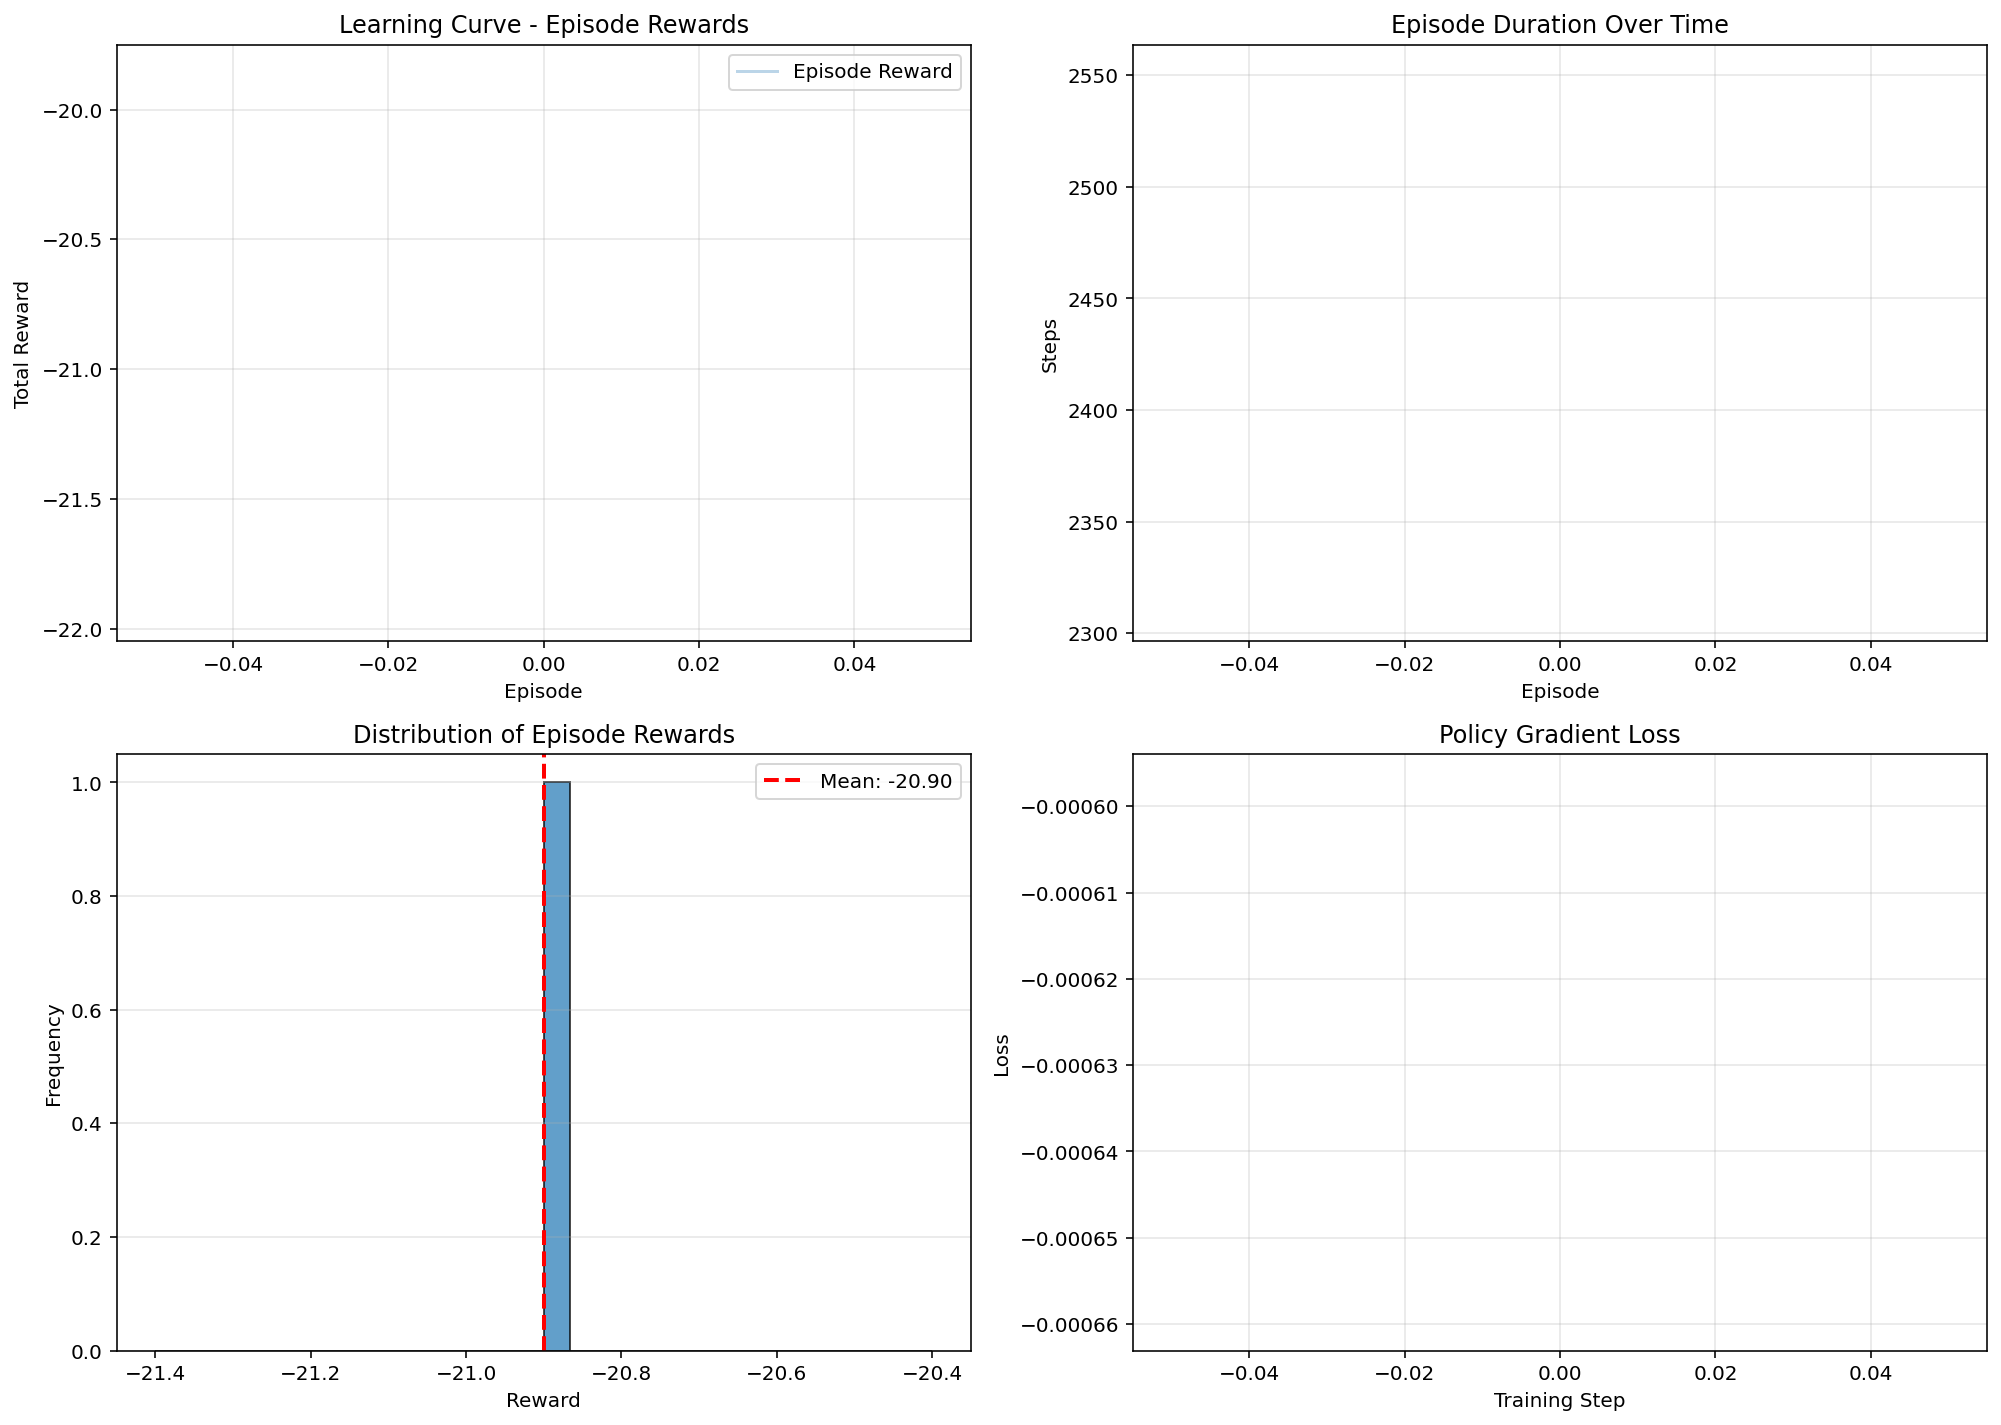 Learning Curve - Episode Rewards
Episode Reward
Total Reward
−20.0
−20.5
−21.0
−21.5
−22.0
−0.04 −0.02 0.00 0.02 0.04
Episode
Episode Duration Over Time
Steps
2550
2500
2450
2400
2350
2300
−0.04 −0.02 0.00 0.02 0.04
Episode
Distribution of Episode Rewards
Mean: -20.90
Frequency
1.0
0.8
0.6
0.4
0.2
0.0
−21.4 −21.2 −21.0 −20.8 −20.6 −20.4
Reward
Policy Gradient Loss
Loss
−0.00060
−0.00061
−0.00062
−0.00063
−0.00064
−0.00065
−0.00066
−0.04 −0.02 0.00 0.02 0.04
Training Step